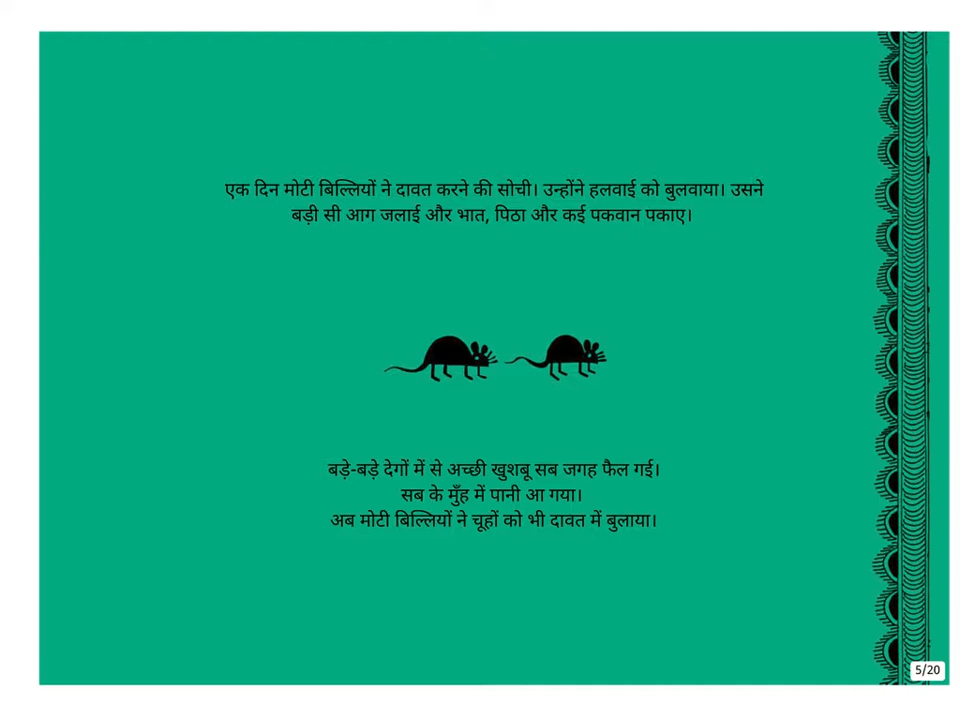 एक दिन मोटी बिल्लियों ने दावत करने की सोची। उन्होंने हलवाई को बुलवाया। उसने
बड़ी सी आग जलाई और भात, पिठा और कई पकवान पकाए।
बड़े-बड़े देगों में से अच्छी खुशबू सब जगह फैल गई।
सब के मुँह में पानी आ गया।
अब मोटी बिल्लियों ने चूहों को भी दावत में बुलाया।
5/20